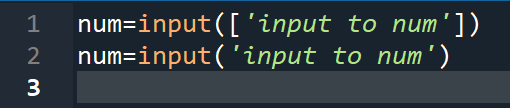 1 num=input(['input to num'])
2 num=input('input to num')
3